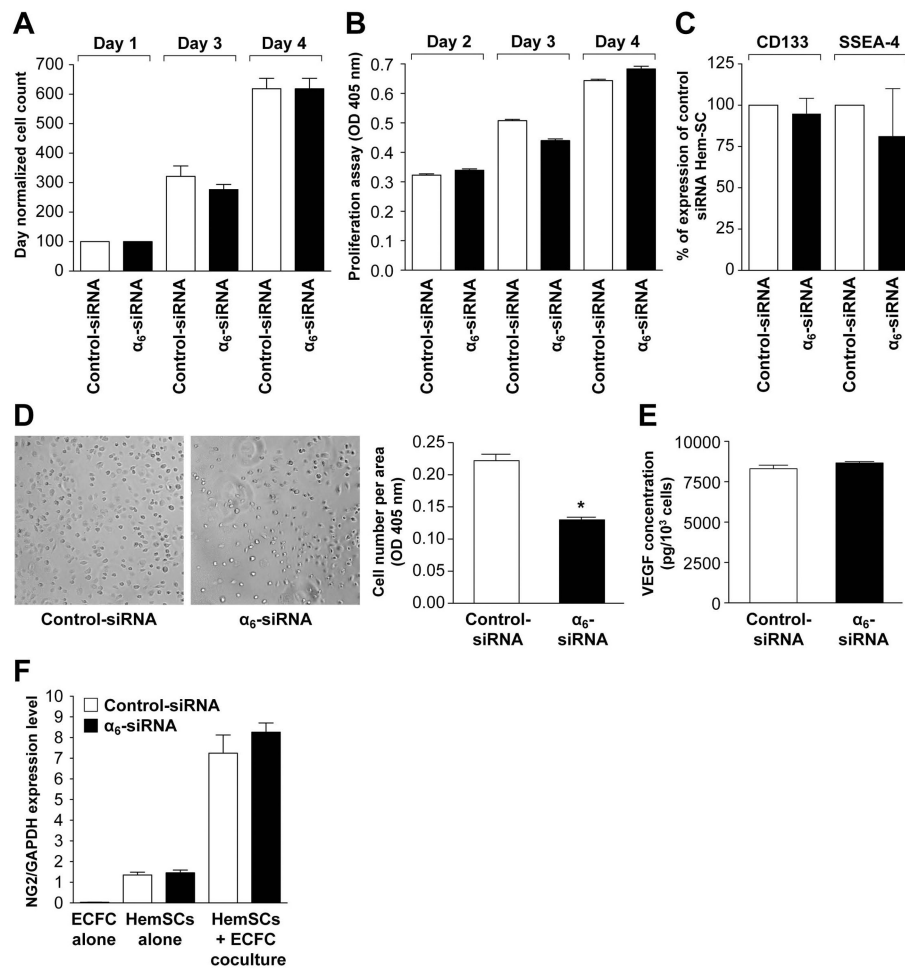 A
Day 1 Day 3 Day 4
Day normalized cell count
700
600
500
400
300
200
100
0
Control-siRNA
α₆-siRNA
Control-siRNA
α₆-siRNA
Control-siRNA
α₆-siRNA
B
Day 2 Day 3 Day 4
Proliferation assay (OD 405 nm)
0.7
0.6
0.5
0.4
0.3
0.2
0.1
0.0
Control-siRNA
α₆-siRNA
Control-siRNA
α₆-siRNA
Control-siRNA
α₆-siRNA
C
CD133 SSEA-4
% of expression of control
siRNA Hem-SC
125
100
75
50
25
0
Control-siRNA
α₆-siRNA
Control-siRNA
α₆-siRNA
D
Control-siRNA
α₆-siRNA
Cell number per area
(OD 405 nm)
0.25
0.20
0.15
0.10
0.05
0.00
*
Control-
siRNA
α₆-
siRNA
E
VEGF concentration
(pg/10³ cells)
10000
7500
5000
2500
0
Control-
siRNA
α₆-
siRNA
F
NG2/GAPDH expression level
10
9
8
7
6
5
4
3
2
1
0
Control-siRNA
α₆-siRNA
ECFC
alone
HemSCs
alone
HemSCs
+ ECFC
coculture